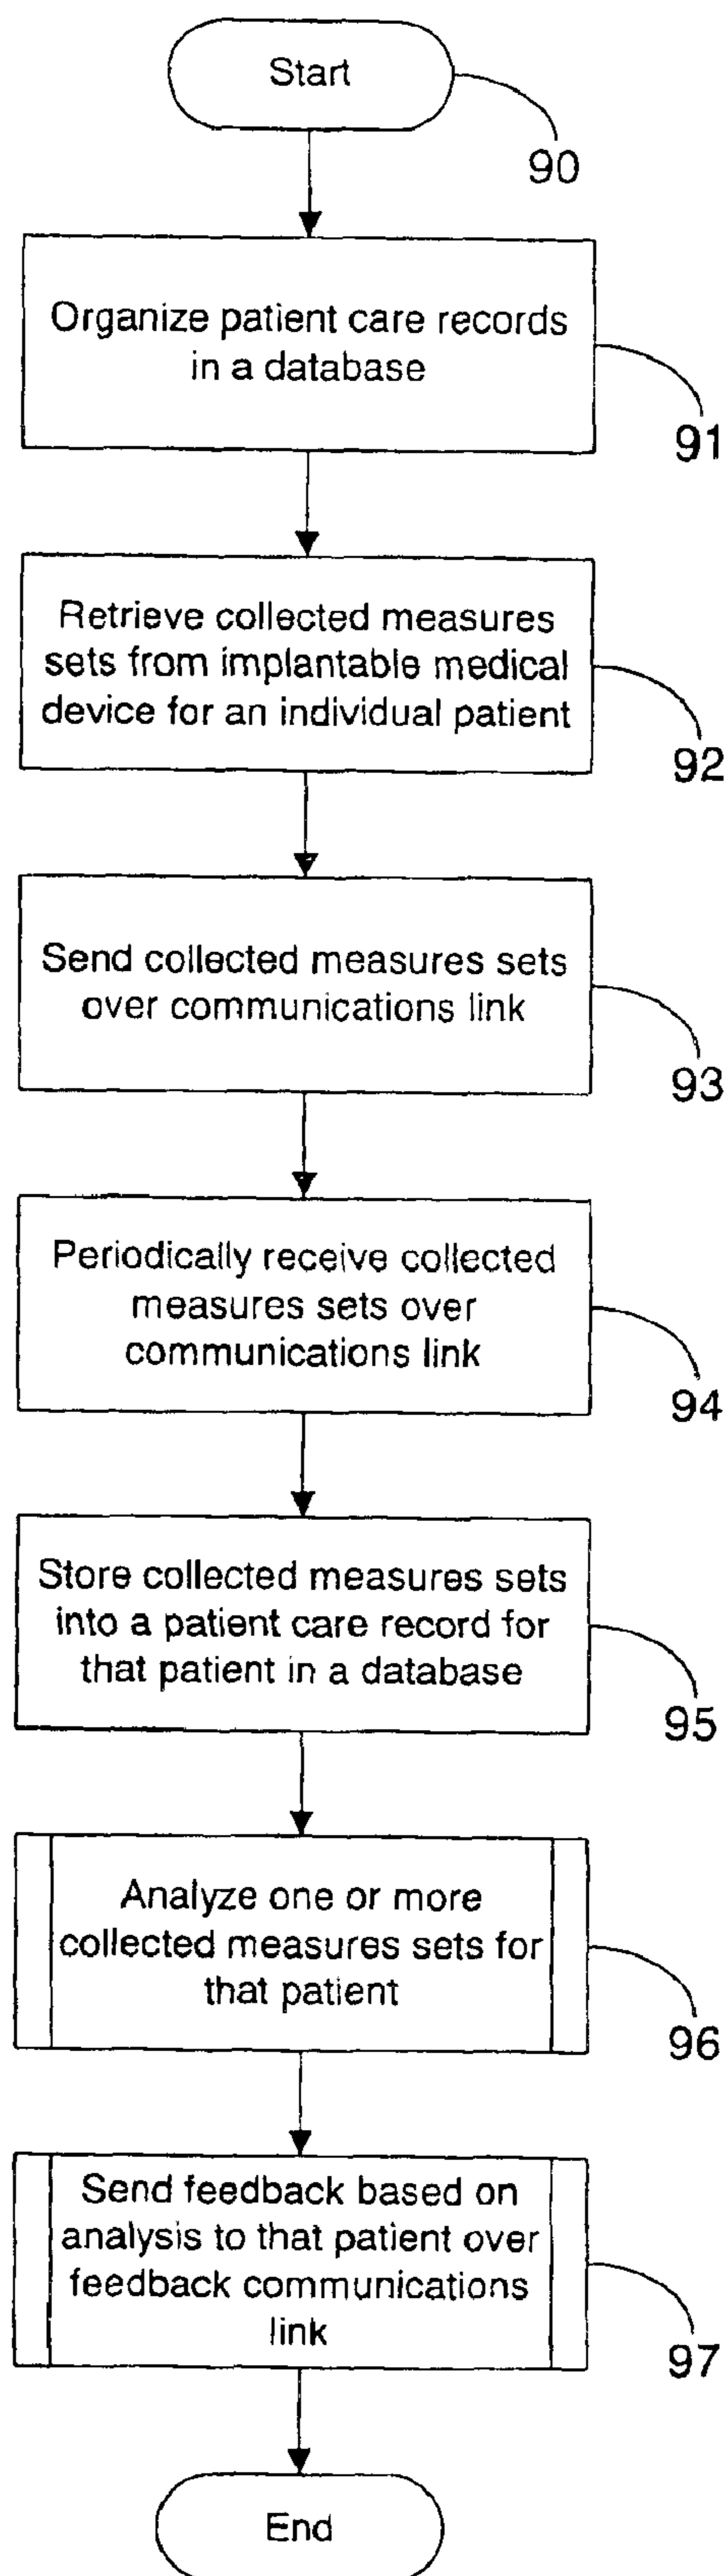 Start
90
Organize patient care records
in a database
91
Retrieve collected measures
sets from implantable medical
device for an individual patient
92
Send collected measures sets
over communications link
93
Periodically receive collected
measures sets over
communications link
94
Store collected measures sets
into a patient care record for
that patient in a database
95
Analyze one or more
collected measures sets for
that patient
96
Send feedback based on
analysis to that patient over
feedback communications
link
97
End